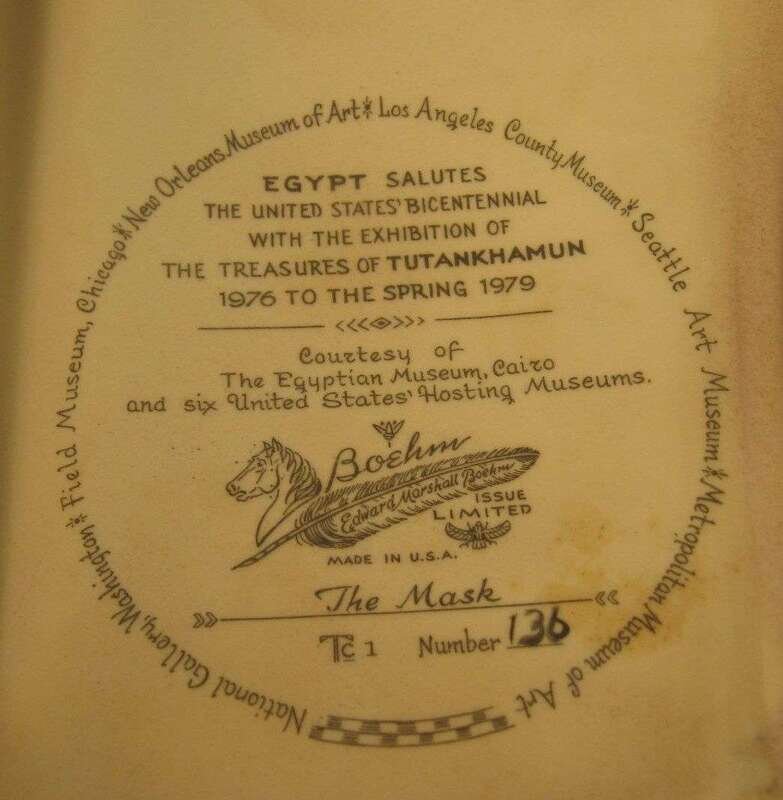 National Gallery, Washington * Field Museum, Chicago * New Orleans Museum of Art * Los Angeles County Museum * Seattle Art Museum * Metropolitan Museum of Art
EGYPT SALUTES
THE UNITED STATES' BICENTENNIAL
WITH THE EXHIBITION OF
THE TREASURES OF TUTANKHAMUN
1976 TO THE SPRING 1979
Courtesy of
The Egyptian Museum, Cairo
and six United States' Hosting Museums.
Boehm
Edward Marshall Boehm
ISSUE
LIMITED
MADE IN U.S.A.
The Mask
Tc 1 Number 136